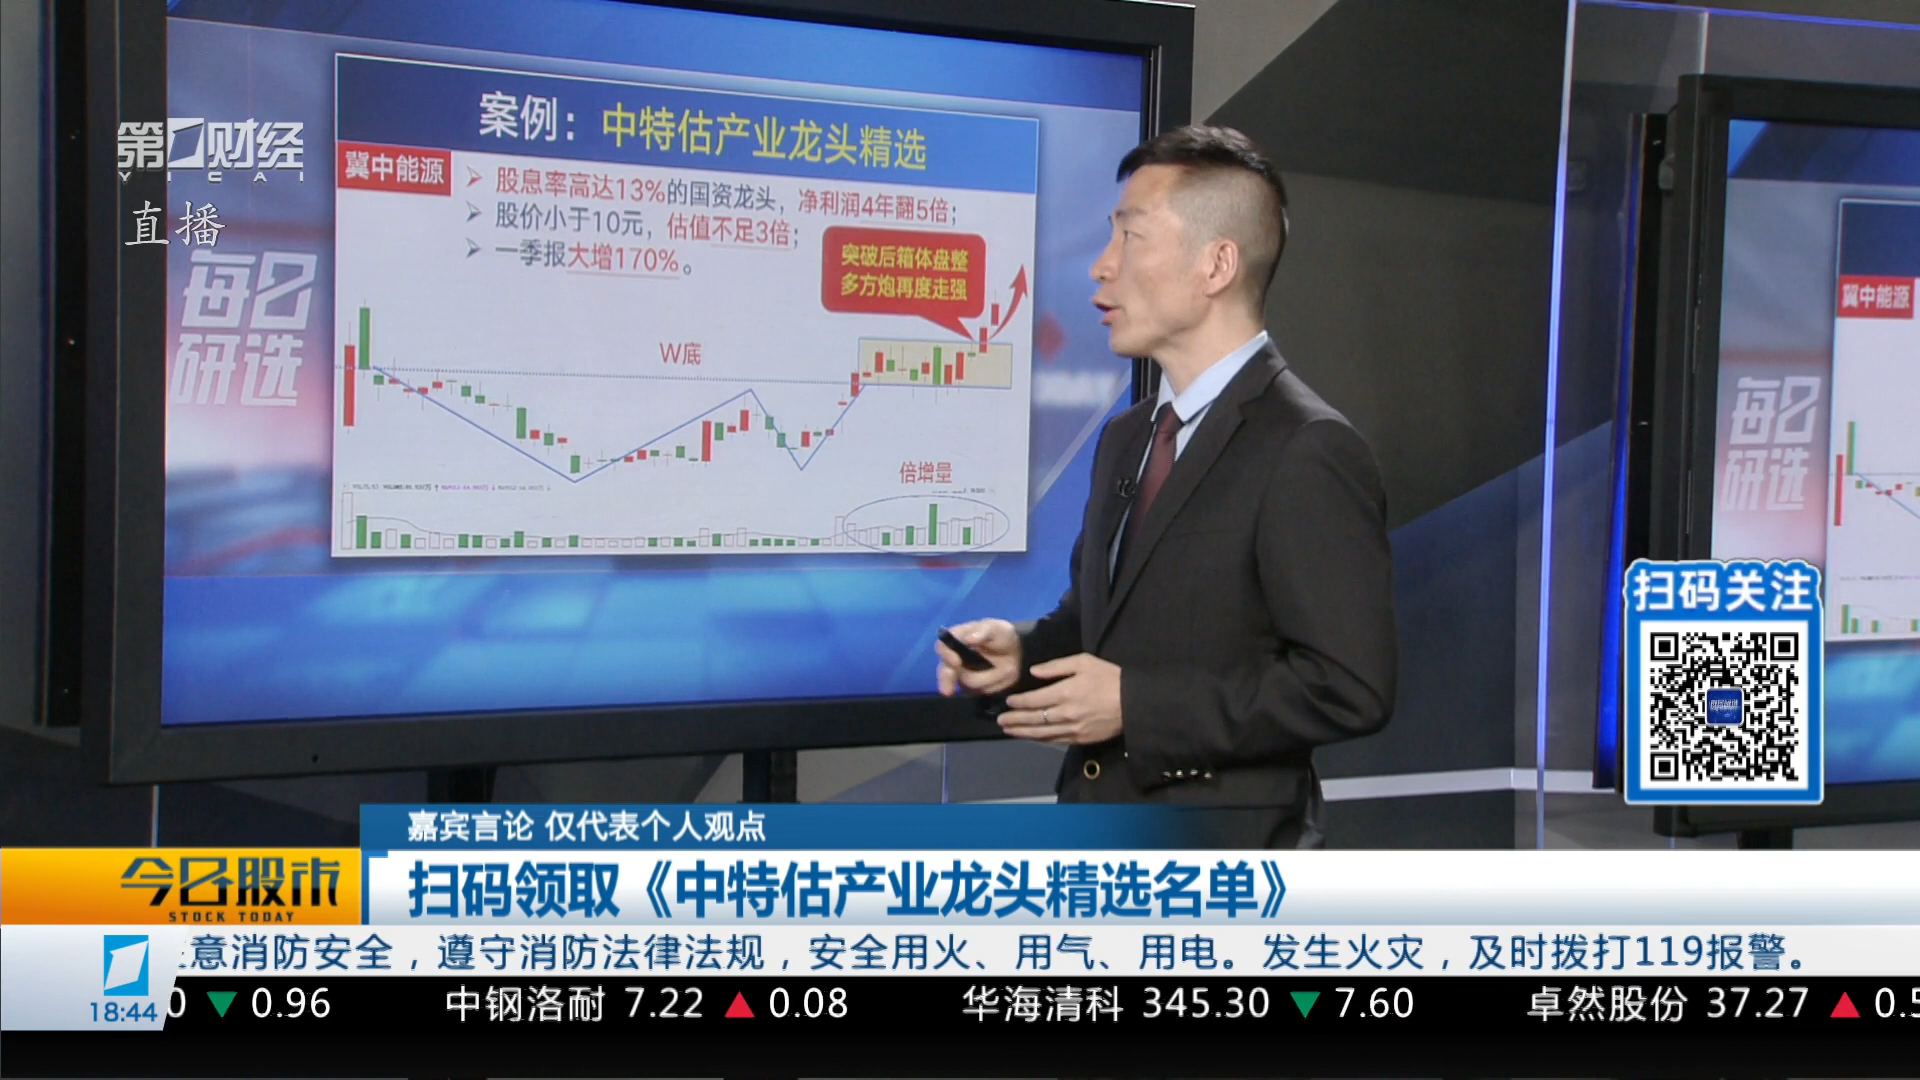 第1财经
YICAI
直播
每日
研选
案例：中特估产业龙头精选
冀中能源
➢ 股息率高达13%的国资龙头，净利润4年翻5倍；
➢ 股价小于10元，估值不足3倍；
➢ 一季报大增170%。
突破后箱体盘整
多方炮再度走强
W底
倍增量
冀中能源
每日
研选
扫码关注
嘉宾言论 仅代表个人观点
今日股市
STOCK TODAY
扫码领取《中特估产业龙头精选名单》
意消防安全，遵守消防法律法规，安全用火、用气、用电。发生火灾，及时拨打119报警。
18:44
0 ▼ 0.96 中钢洛耐 7.22 ▲ 0.08 华海清科 345.30 ▼ 7.60 卓然股份 37.27 ▲ 0.5